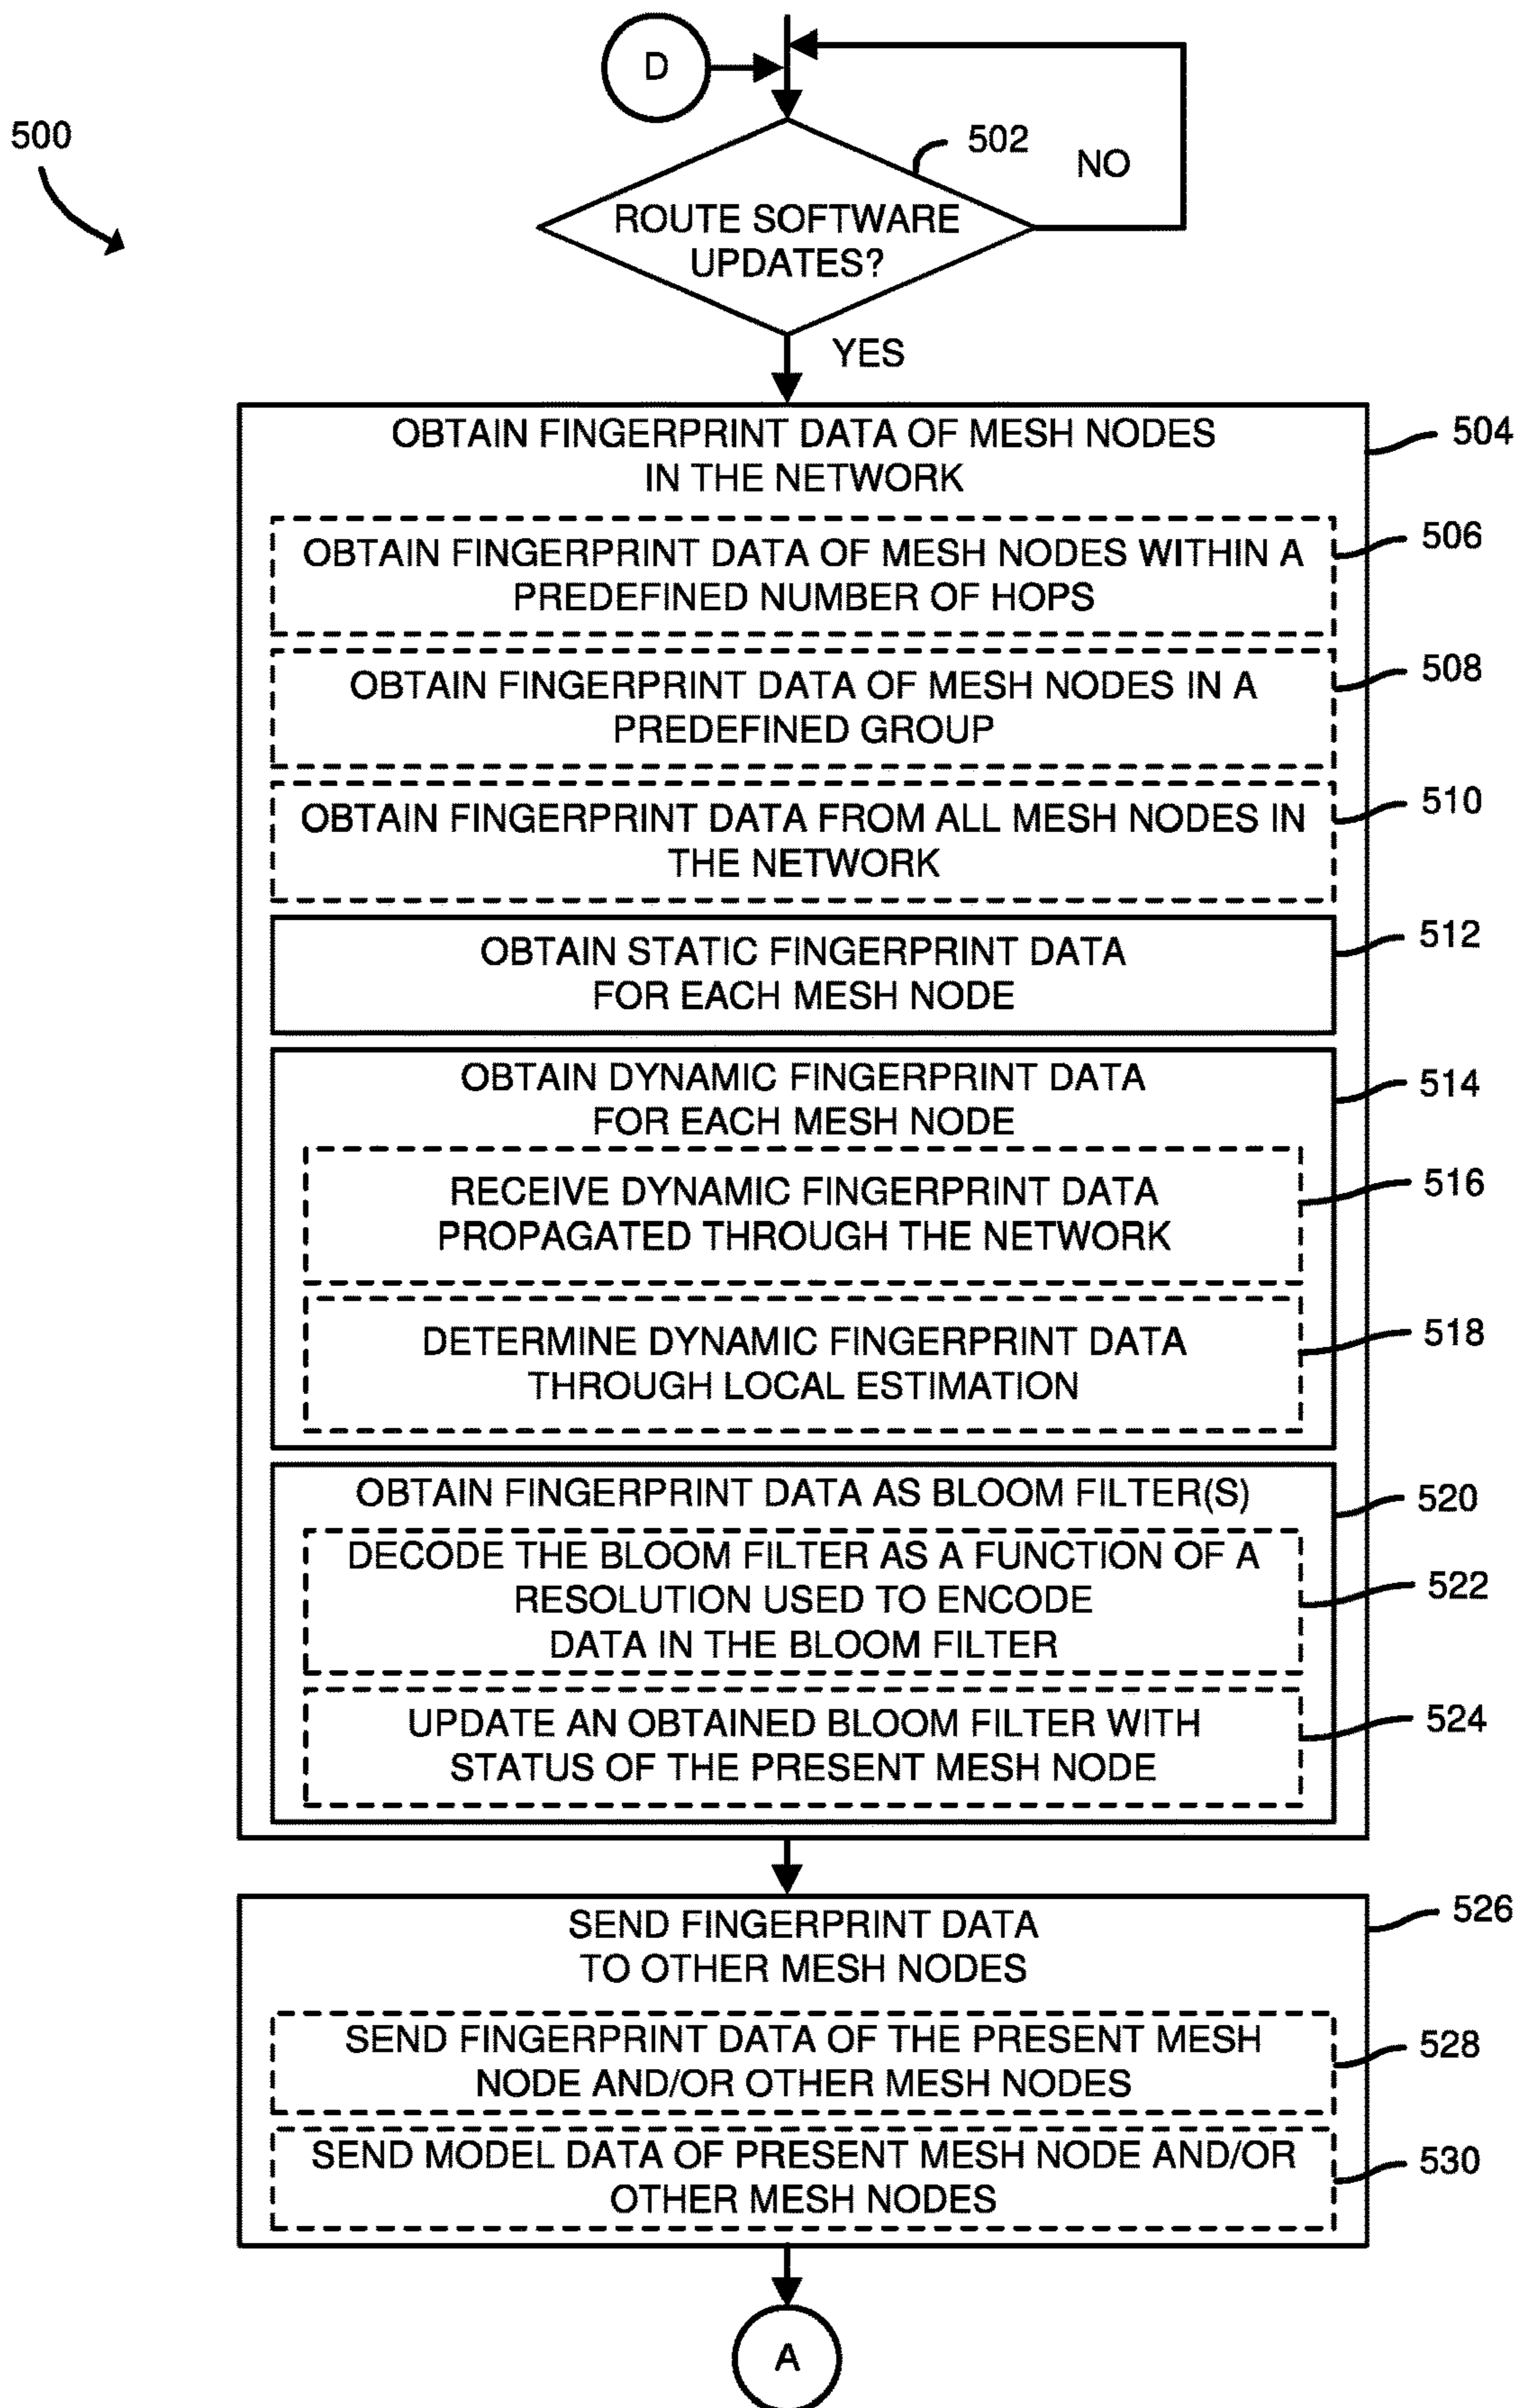 D
500
502
NO
ROUTE SOFTWARE
UPDATES?
YES
OBTAIN FINGERPRINT DATA OF MESH NODES
IN THE NETWORK
504
OBTAIN FINGERPRINT DATA OF MESH NODES WITHIN A
PREDEFINED NUMBER OF HOPS
506
OBTAIN FINGERPRINT DATA OF MESH NODES IN A
PREDEFINED GROUP
508
OBTAIN FINGERPRINT DATA FROM ALL MESH NODES IN
THE NETWORK
510
OBTAIN STATIC FINGERPRINT DATA
FOR EACH MESH NODE
512
OBTAIN DYNAMIC FINGERPRINT DATA
FOR EACH MESH NODE
514
RECEIVE DYNAMIC FINGERPRINT DATA
PROPAGATED THROUGH THE NETWORK
516
DETERMINE DYNAMIC FINGERPRINT DATA
THROUGH LOCAL ESTIMATION
518
OBTAIN FINGERPRINT DATA AS BLOOM FILTER(S)
520
DECODE THE BLOOM FILTER AS A FUNCTION OF A
RESOLUTION USED TO ENCODE
DATA IN THE BLOOM FILTER
522
UPDATE AN OBTAINED BLOOM FILTER WITH
STATUS OF THE PRESENT MESH NODE
524
SEND FINGERPRINT DATA
TO OTHER MESH NODES
526
SEND FINGERPRINT DATA OF THE PRESENT MESH
NODE AND/OR OTHER MESH NODES
528
SEND MODEL DATA OF PRESENT MESH NODE AND/OR
OTHER MESH NODES
530
A